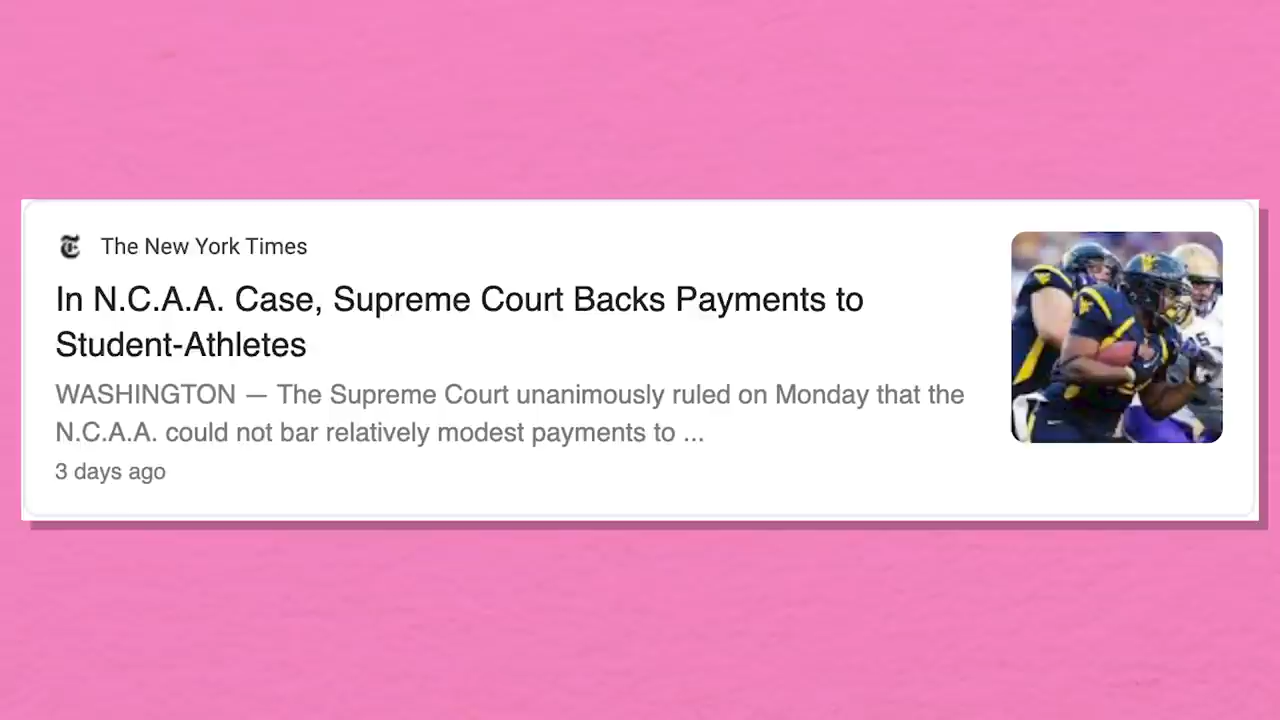 The New York Times
In N.C.A.A. Case, Supreme Court Backs Payments to
Student-Athletes
WASHINGTON — The Supreme Court unanimously ruled on Monday that the
N.C.A.A. could not bar relatively modest payments to ...
3 days ago